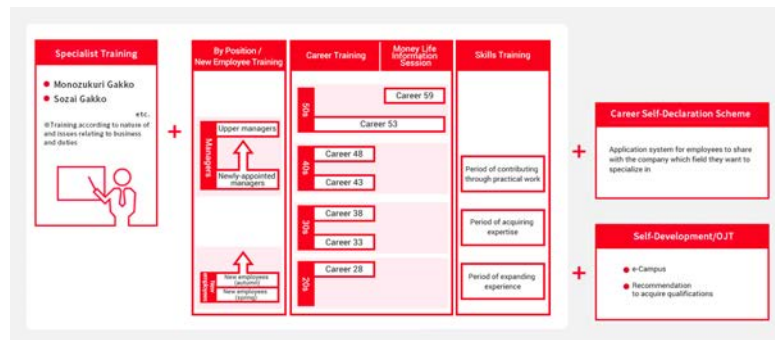 Specialist Training
Monozukuri Gakko
Sozai Gakko
etc.
※Training according to nature of
and issues relating to business
and duties
+
By Position /
New Employee Training
Managers
Upper managers
Newly-appointed
managers
New
employees
New employees
(autumn)
New employees
(spring)
Career Training
Money Life
Information
Session
50s
Career 59
Career 53
40s
Career 48
Career 43
30s
Career 38
Career 33
20s
Career 28
Skills Training
Period of contributing
through practical work
Period of acquiring
expertise
Period of expanding
experience
+
Career Self-Declaration Scheme
Application system for employees to share
with the company which field they want to
specialize in
+
Self-Development/OJT
e-Campus
Recommendation
to acquire qualifications